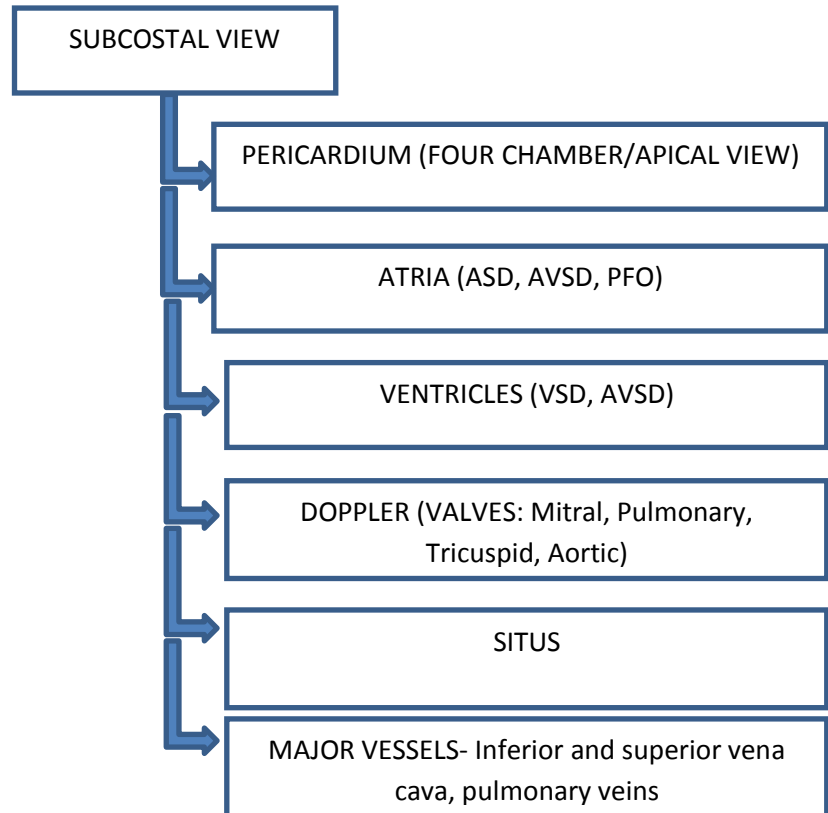 SUBCOSTAL VIEW
PERICARDIUM (FOUR CHAMBER/APICAL VIEW)
ATRIA (ASD, AVSD, PFO)
VENTRICLES (VSD, AVSD)
DOPPLER (VALVES: Mitral, Pulmonary,
Tricuspid, Aortic)
SITUS
MAJOR VESSELS- Inferior and superior vena
cava, pulmonary veins